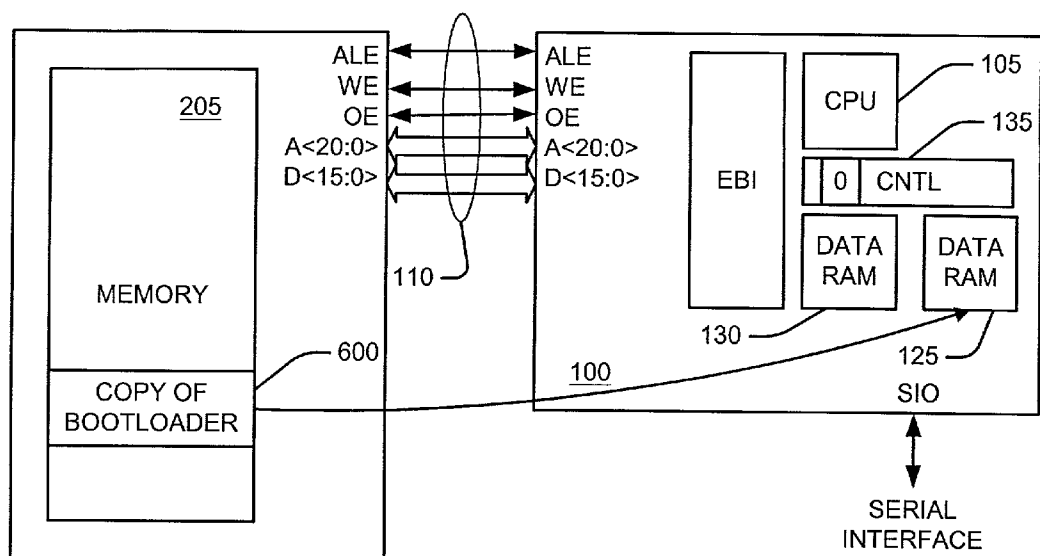 205
MEMORY
600
COPY OF
BOOTLOADER
ALE
WE
OE
A<20:0>
D<15:0>
110
ALE
WE
OE
A<20:0>
D<15:0>
EBI
CPU
105
135
0
CNTL
DATA
RAM
DATA
RAM
130
125
100
SIO
SERIAL
INTERFACE